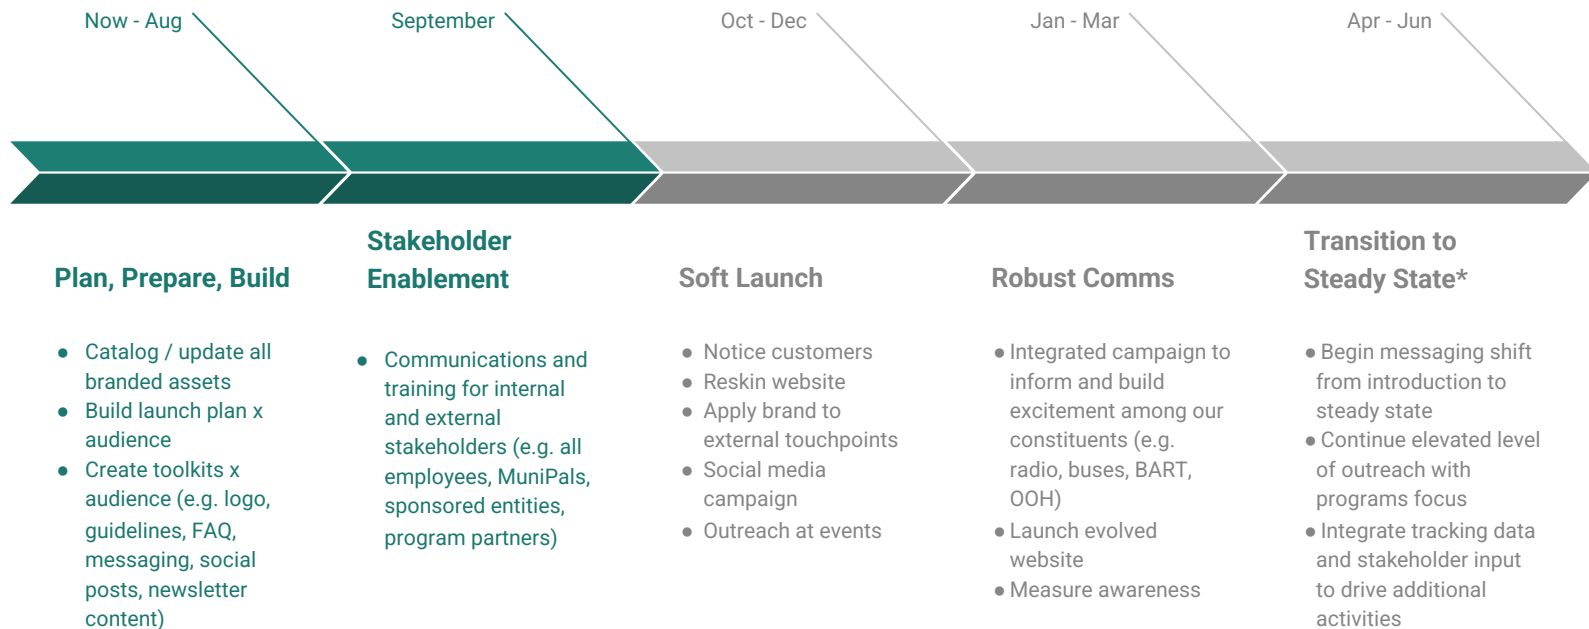 Now - Aug
September
Oct - Dec
Jan - Mar
Apr - Jun
Plan, Prepare, Build
● Catalog / update all
branded assets
● Build launch plan x
audience
● Create toolkits x
audience (e.g. logo,
guidelines, FAQ,
messaging, social
posts, newsletter
content)
Stakeholder
Enablement
● Communications and
training for internal
and external
stakeholders (e.g. all
employees, MuniPals,
sponsored entities,
program partners)
Soft Launch
● Notice customers
● Reskin website
● Apply brand to
external touchpoints
● Social media
campaign
● Outreach at events
Robust Comms
● Integrated campaign to
inform and build
excitement among our
constituents (e.g.
radio, buses, BART,
OOH)
● Launch evolved
website
● Measure awareness
Transition to
Steady State*
● Begin messaging shift
from introduction to
steady state
● Continue elevated level
of outreach with
programs focus
● Integrate tracking data
and stakeholder input
to drive additional
activities